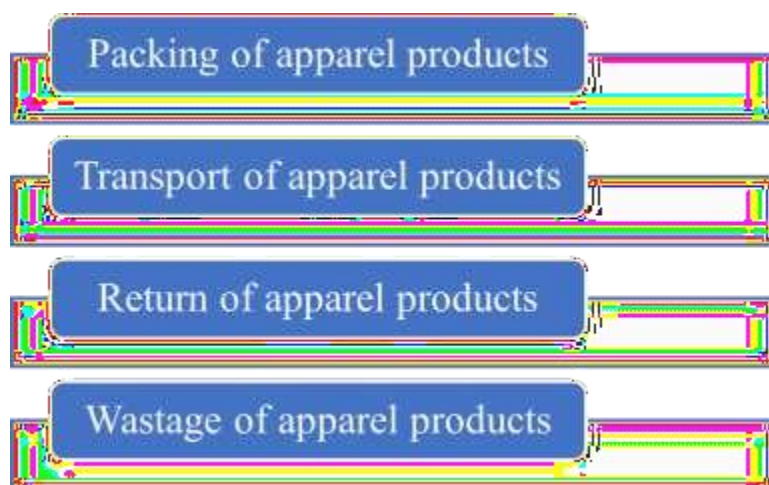 Packing of apparel products
Transport of apparel products
Return of apparel products
Wastage of apparel products